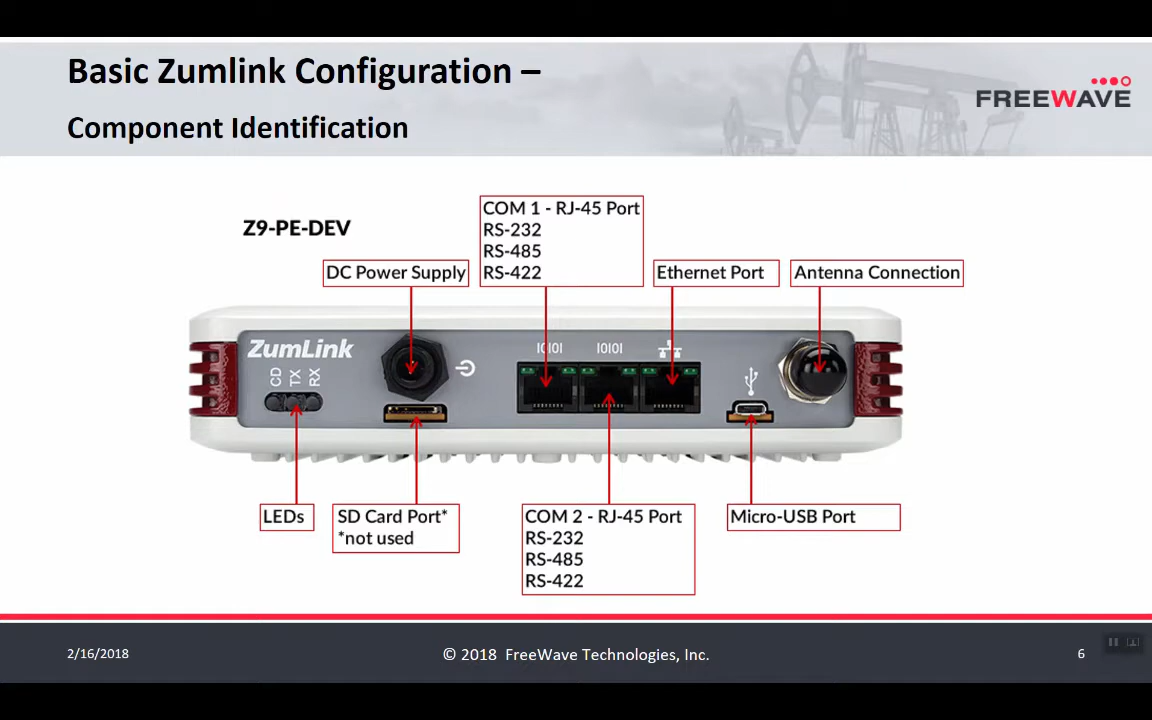 Basic Zumlink Configuration –
Component Identification
FREEWAVE
Z9-PE-DEV
COM 1 - RJ-45 Port
RS-232
RS-485
RS-422
DC Power Supply
Ethernet Port
Antenna Connection
ZumLink
CD
TX
RX
IOIOI
IOIOI
LEDs
SD Card Port*
*not used
COM 2 - RJ-45 Port
RS-232
RS-485
RS-422
Micro-USB Port
2/16/2018
© 2018 FreeWave Technologies, Inc.
6